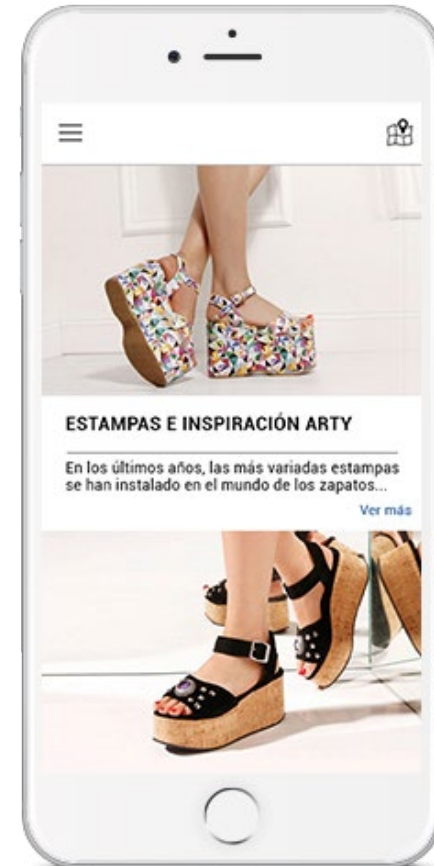 ESTAMPAS E INSPIRACIÓN ARTY
En los últimos años, las más variadas estampas
se han instalado en el mundo de los zapatos...
Ver más